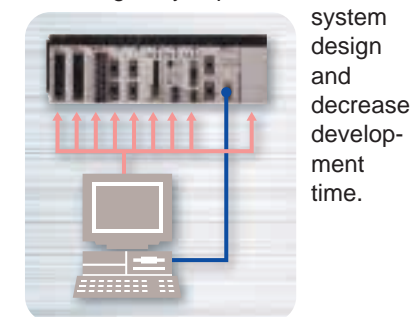 system
design
and
decrease
develop-
ment
time.